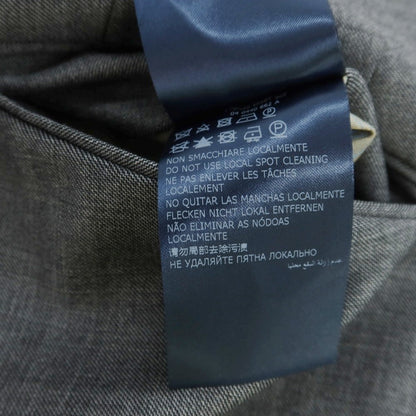 NON SMACCHIARE LOCALMENTE
DO NOT USE LOCAL SPOT CLEANING
NE PAS ENLEVER LES TÂCHES
LOCALEMENT
NO QUITAR LAS MANCHAS LOCALMENTE
FLECKEN NICHT LOKAL ENTFERNEN
NÃO ELIMINAR AS NÓDOAS
LOCALMENTE
请勿局部去除污渍
НЕ УДАЛЯЙТЕ ПЯТНА ЛОКАЛЬНО